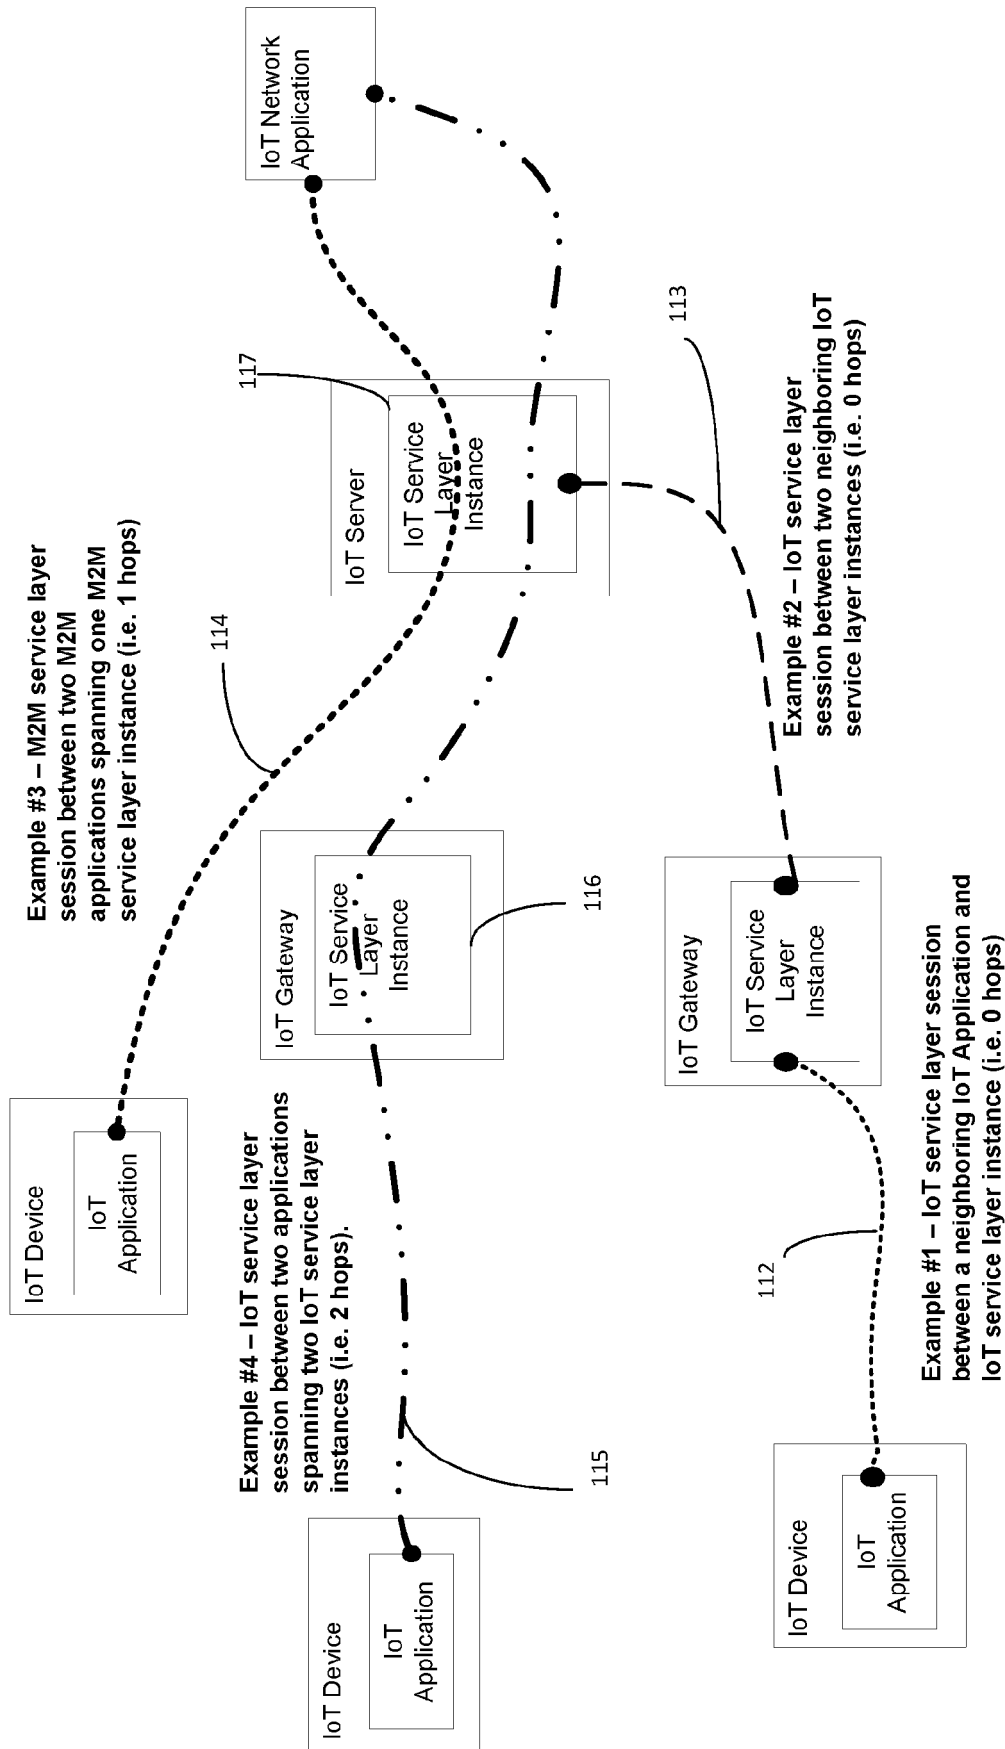 Example #3 – M2M service layer
session between two M2M
applications spanning one M2M
service layer instance (i.e. 1 hops)
114
117
IoT Device
IoT
Application
IoT Network
Application
IoT Server
IoT Service
Layer
Instance
Example #4 – IoT service layer
session between two applications
spanning two IoT service layer
instances (i.e. 2 hops).
IoT Gateway
IoT Service
Layer
Instance
116
115
IoT Device
IoT
Application
113
IoT Gateway
IoT Service
Layer
Instance
Example #2 – IoT service layer
session between two neighboring IoT
service layer instances (i.e. 0 hops)
112
IoT Device
IoT
Application
Example #1 – IoT service layer session
between a neighboring IoT Application and
IoT service layer instance (i.e. 0 hops)